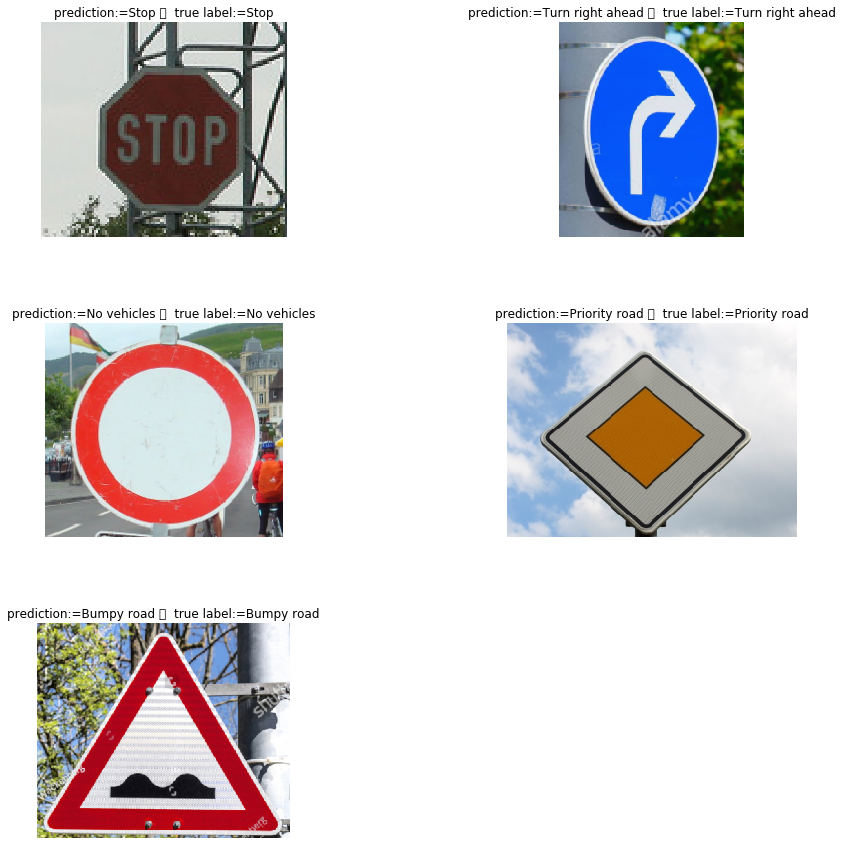 prediction:=Stop ▯  true label:=Stop
prediction:=Turn right ahead ▯  true label:=Turn right ahead
STOP
a
alamy
prediction:=No vehicles ▯  true label:=No vehicles
prediction:=Priority road ▯  true label:=Priority road
prediction:=Bumpy road ▯  true label:=Bumpy road